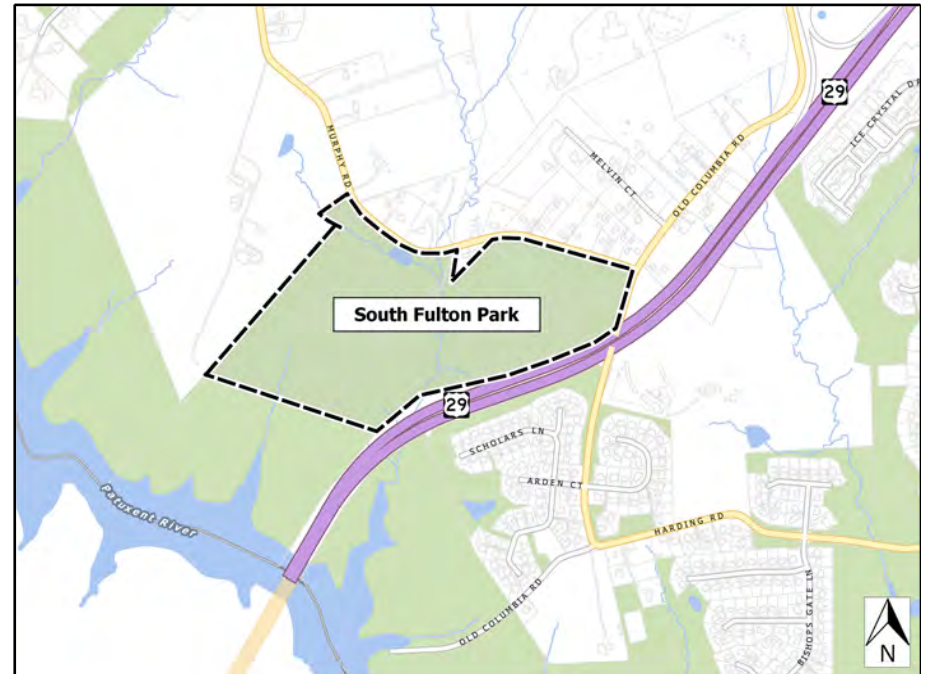 29
ICE CRYSTAL DR
MURPHY RD
MELVIN CT
OLD COLUMBIA RD
South Fulton Park
29
SCHOLARS LN
ARDEN CT
Patuxent River
HARDING RD
OLD COLUMBIA RD
BISHOPS GATE LN
N